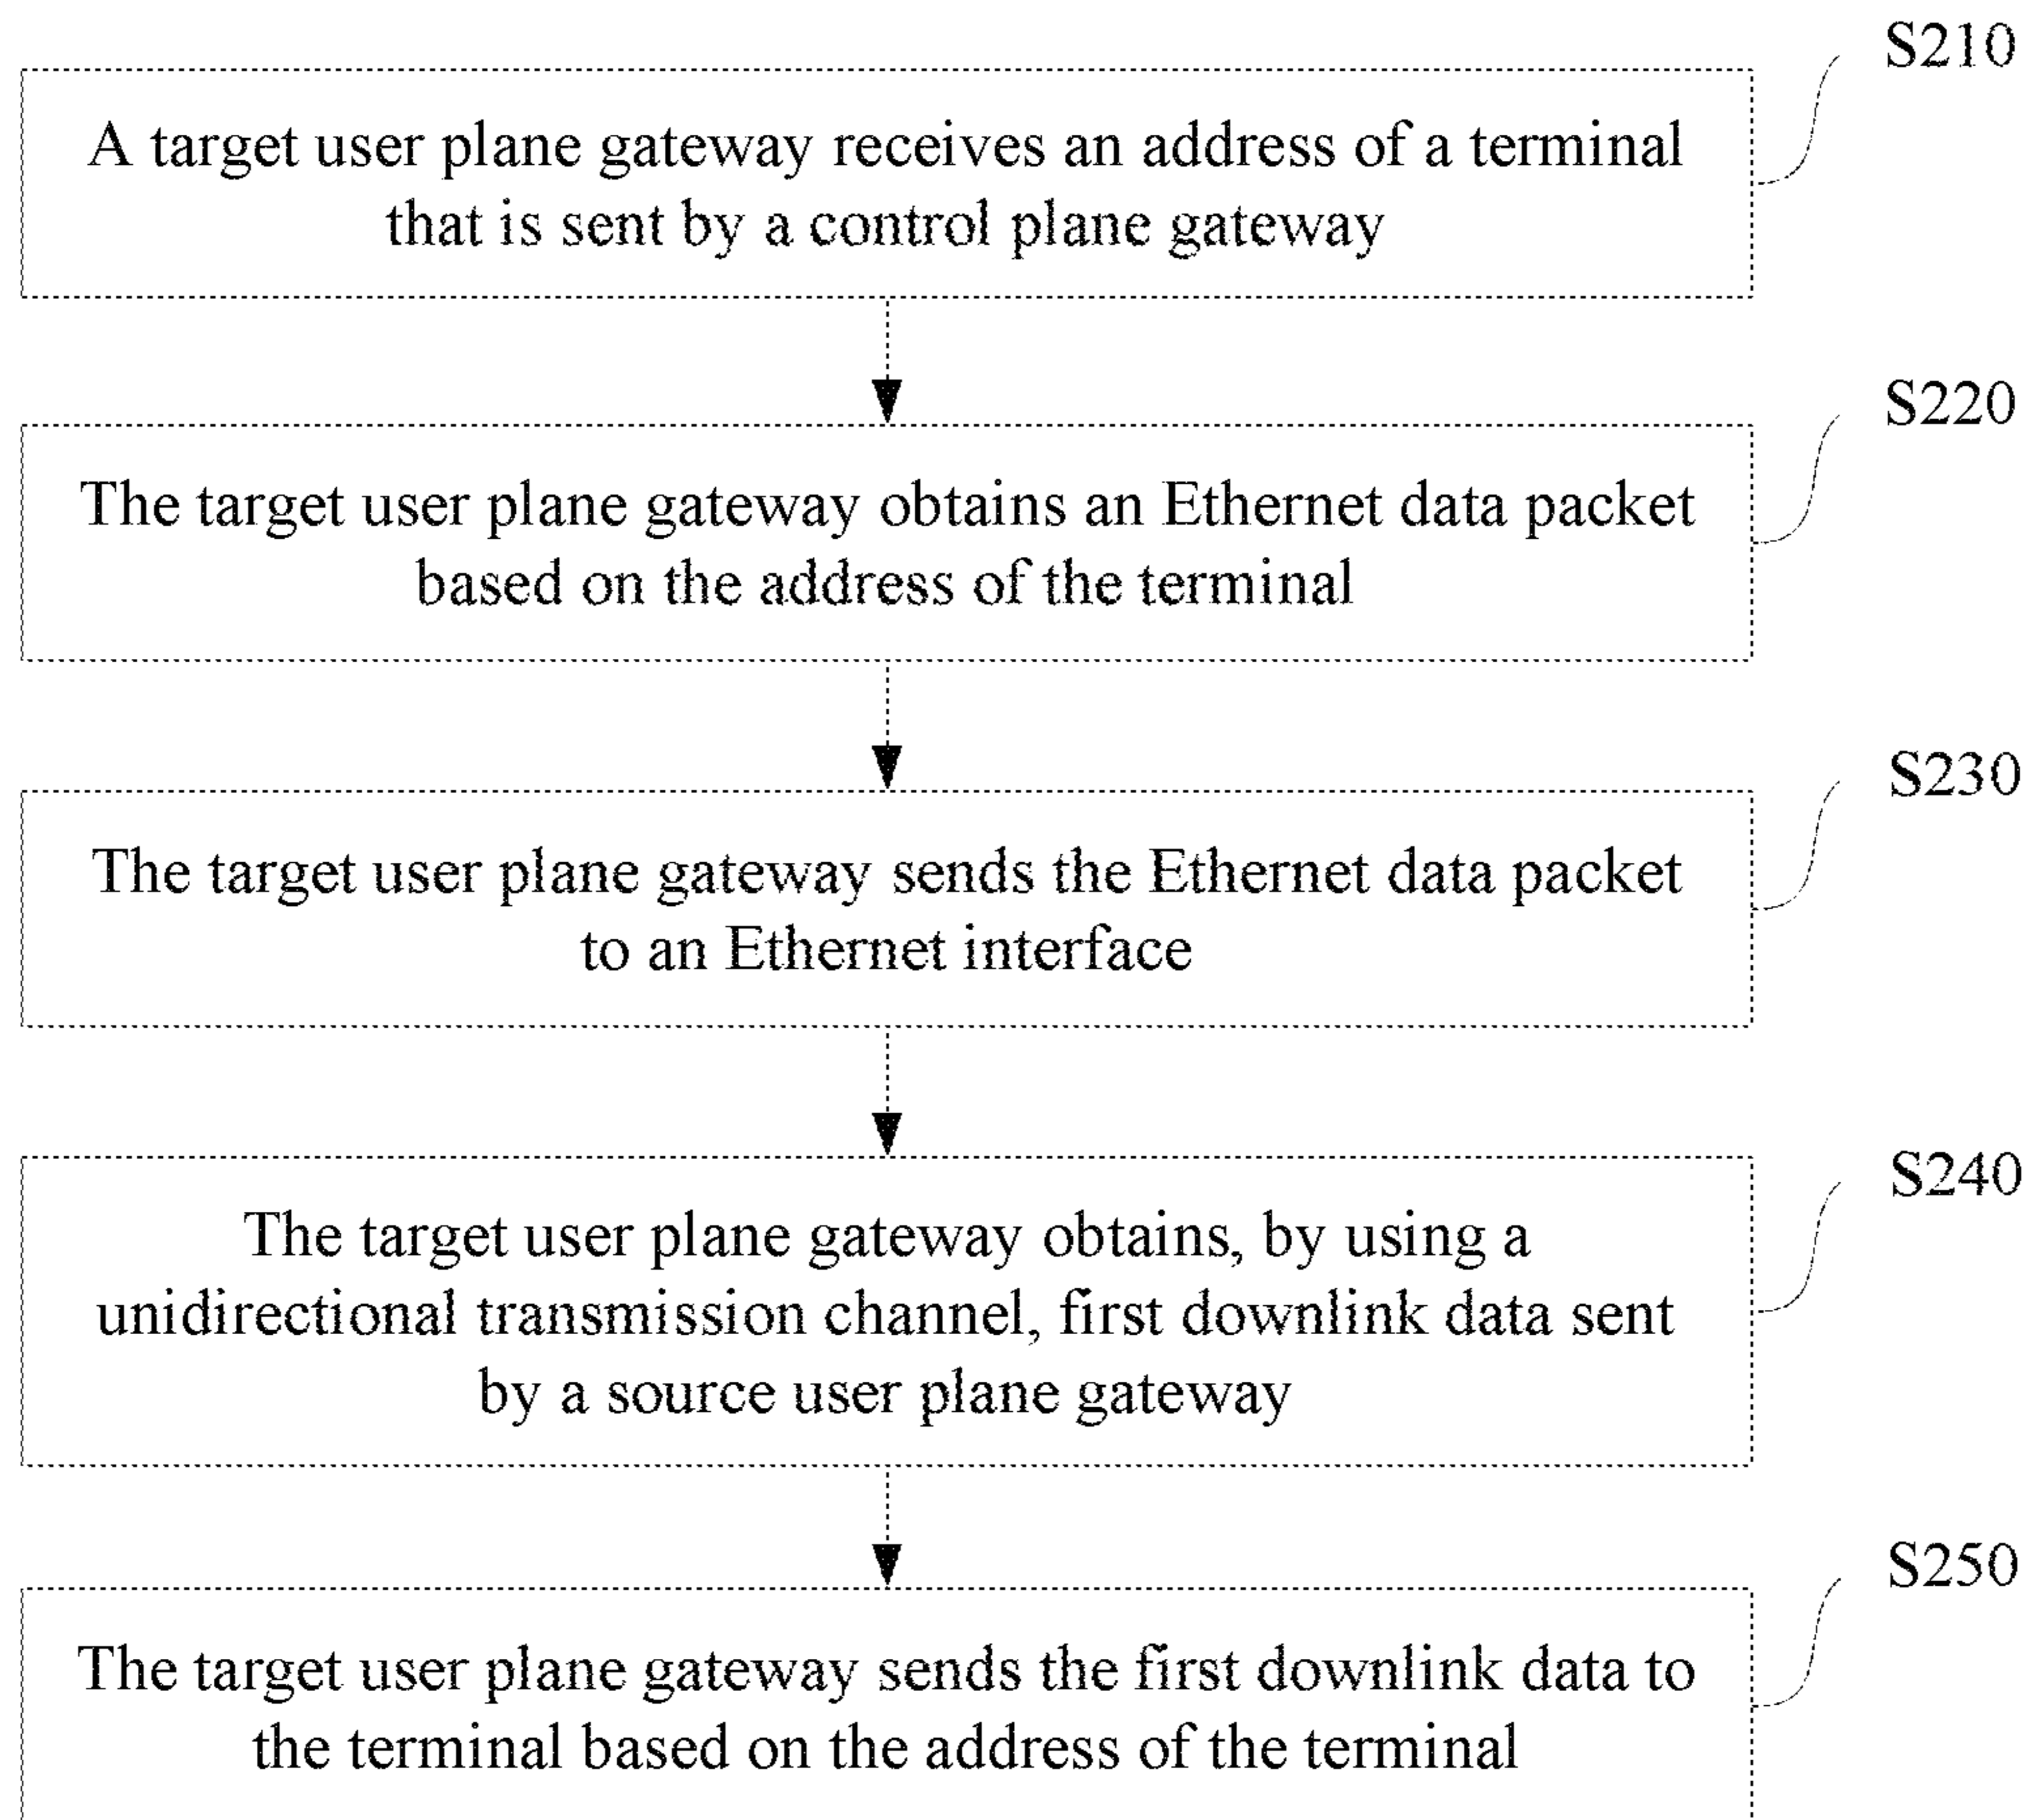 S210
A target user plane gateway receives an address of a terminal
that is sent by a control plane gateway
S220
The target user plane gateway obtains an Ethernet data packet
based on the address of the terminal
S230
The target user plane gateway sends the Ethernet data packet
to an Ethernet interface
S240
The target user plane gateway obtains, by using a
unidirectional transmission channel, first downlink data sent
by a source user plane gateway
S250
The target user plane gateway sends the first downlink data to
the terminal based on the address of the terminal